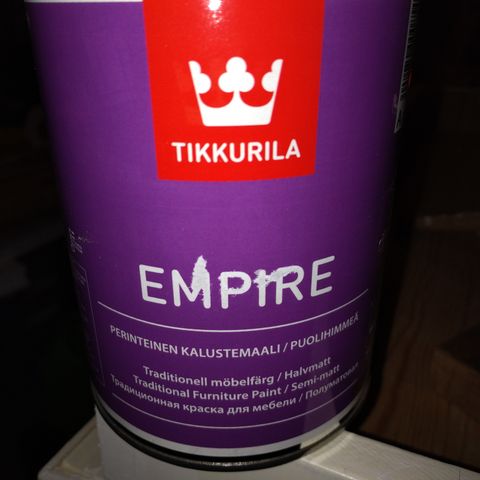 TIKKURILA
EMPIRE
PERINTEINEN KALUSTEMAALI / PUOLIHIMMEÄ
Traditionell möbelfärg / Halvmatt
Traditional Furniture Paint / Semi-matt
Традиционная краска для мебели / Полуматовая